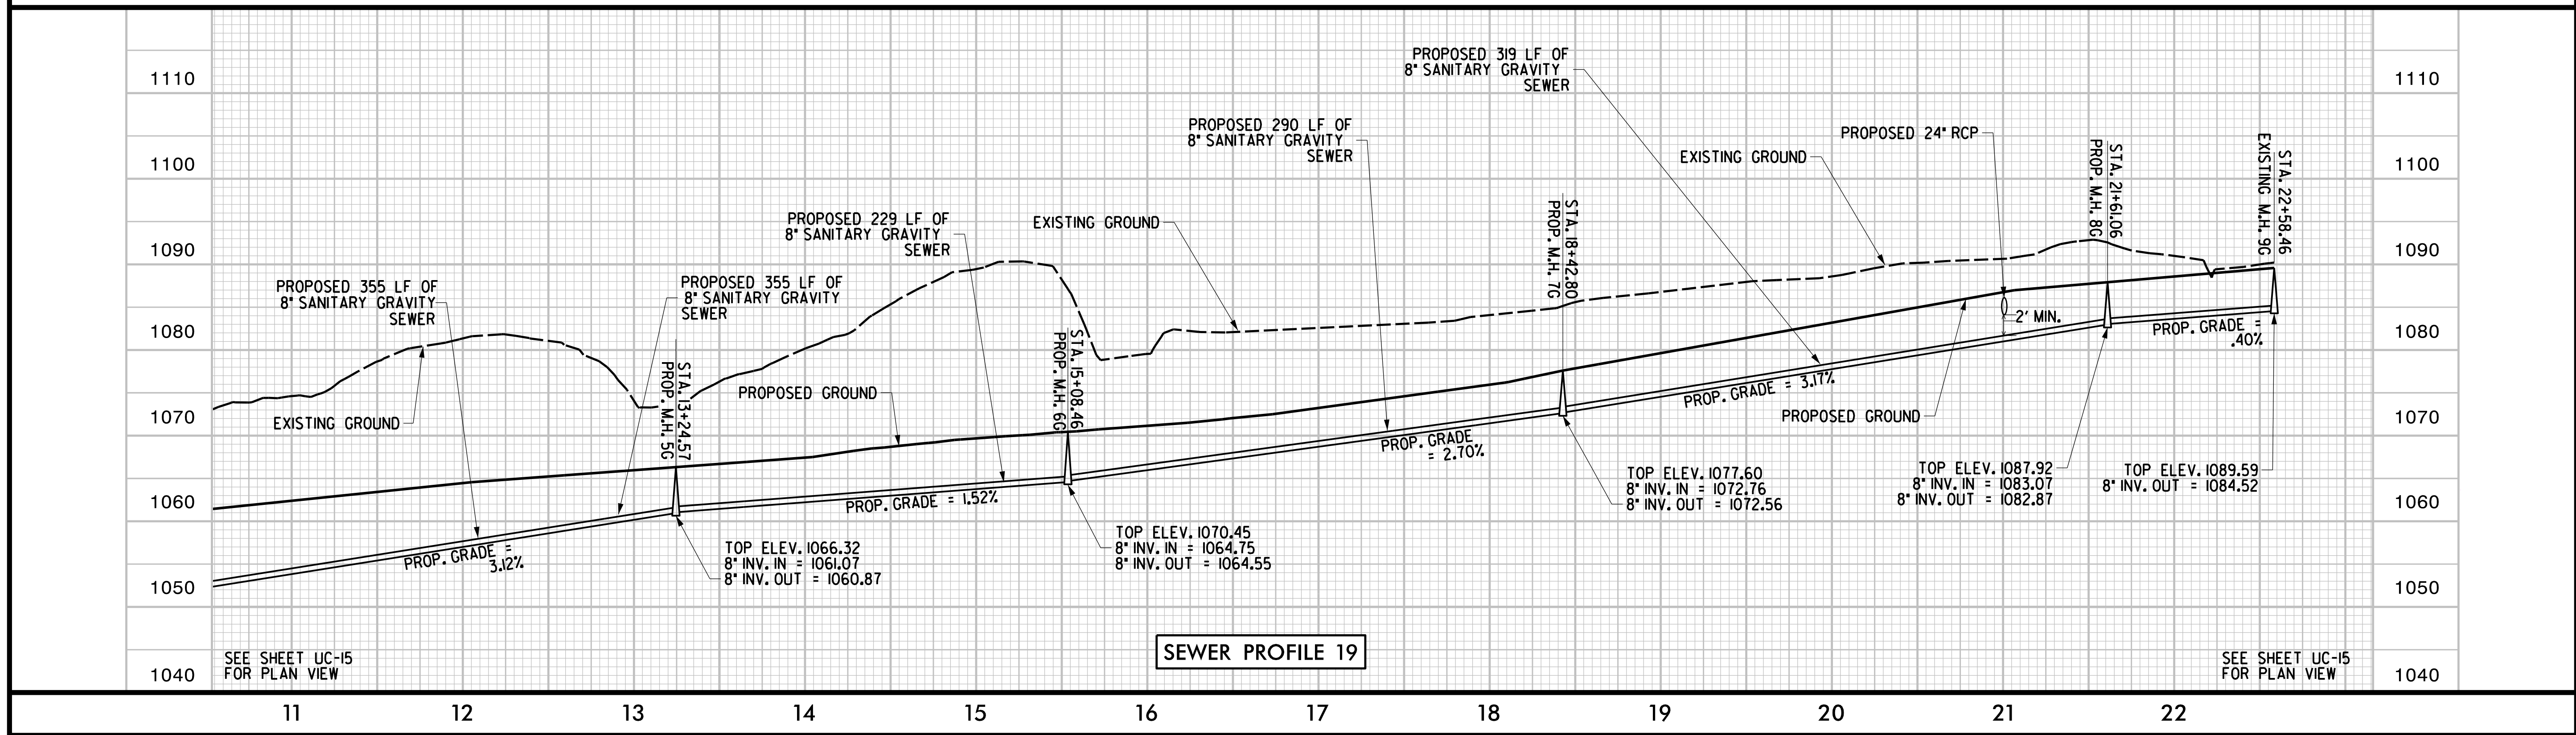 1110
1100
1090
1080
1070
1060
1050
1040
PROPOSED 355 LF OF
8" SANITARY GRAVITY
SEWER
EXISTING GROUND
PROP. GRADE =
3.12%
PROPOSED 355 LF OF
8" SANITARY GRAVITY
SEWER
STA. 13+24.57
PROP. M.H. 5G
TOP ELEV. 1066.32
8" INV. IN = 1061.07
8" INV. OUT = 1060.87
PROPOSED GROUND
PROP. GRADE = 1.52%
PROPOSED 229 LF OF
8" SANITARY GRAVITY
SEWER
EXISTING GROUND
STA. 15+08.46
PROP. M.H. 6G
TOP ELEV. 1070.45
8" INV. IN = 1064.75
8" INV. OUT = 1064.55
PROPOSED 290 LF OF
8" SANITARY GRAVITY
SEWER
PROP. GRADE
= 2.70%
PROPOSED 319 LF OF
8" SANITARY GRAVITY
SEWER
STA. 18+42.80
PROP. M.H. 7G
TOP ELEV. 1077.60
8" INV. IN = 1072.76
8" INV. OUT = 1072.56
EXISTING GROUND
PROP. GRADE = 3.17%
PROPOSED 24" RCP
2' MIN.
PROPOSED GROUND
STA. 21+61.06
PROP. M.H. 8G
TOP ELEV. 1087.92
8" INV. IN = 1083.07
8" INV. OUT = 1082.87
PROP. GRADE =
.40%
STA. 22+58.46
EXISTING M.H. 9G
TOP ELEV. 1089.59
8" INV. OUT = 1084.52
1110
1100
1090
1080
1070
1060
1050
1040
SEE SHEET UC-15
FOR PLAN VIEW
SEWER PROFILE 19
SEE SHEET UC-15
FOR PLAN VIEW
11 12 13 14 15 16 17 18 19 20 21 22